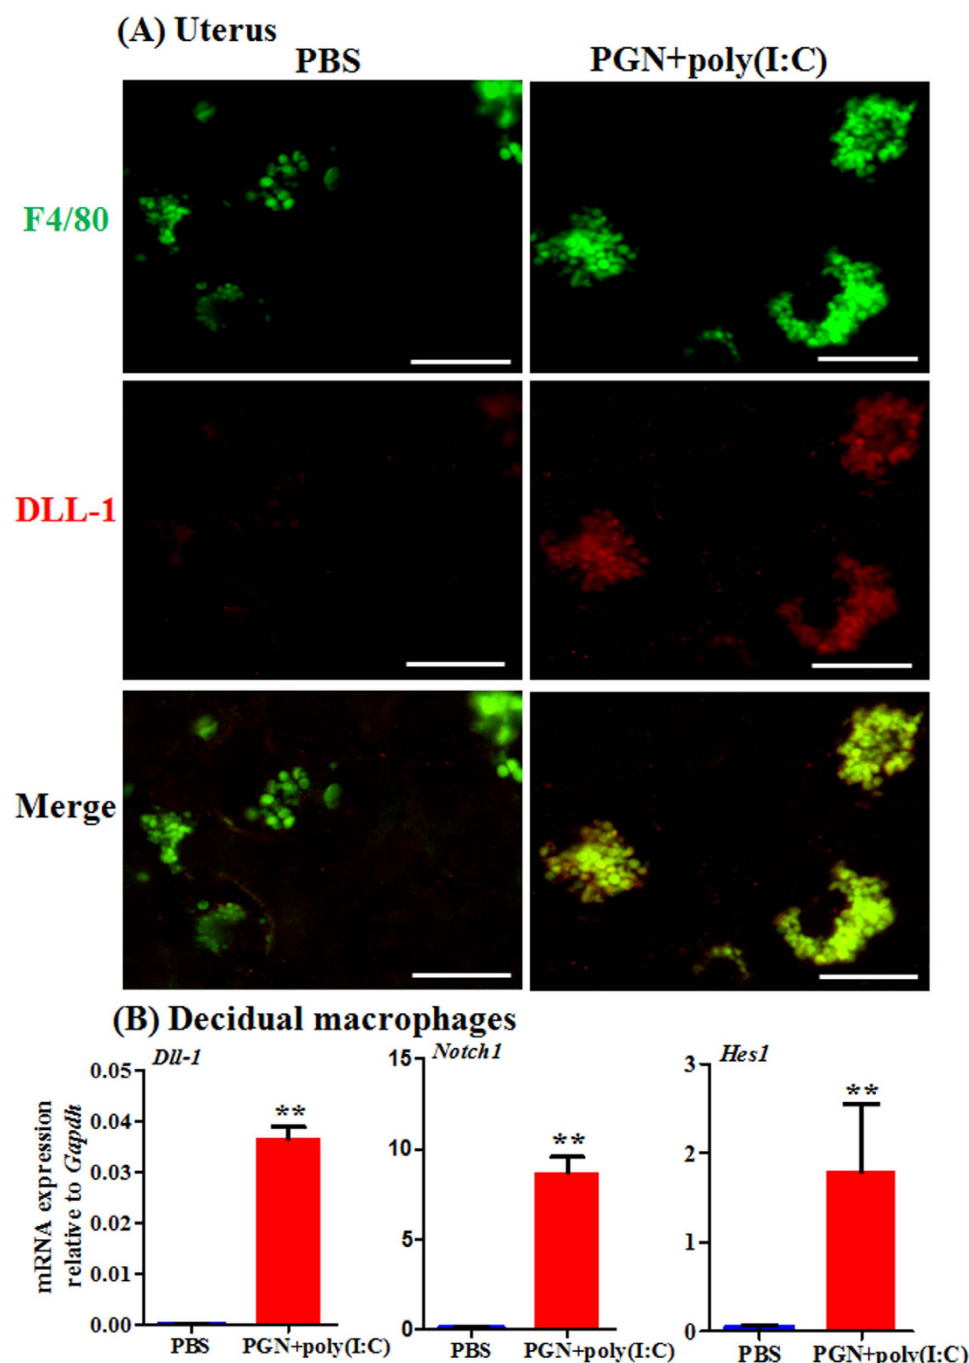 (A) Uterus
PBS
PGN+poly(I:C)
F4/80
DLL-1
Merge
(B) Decidual macrophages
mRNA expression
relative to Gapdh
Dll-1
0.05
0.04
0.03
0.02
0.01
0.00
**
PBS PGN+poly(I:C)
Notch1
15
10
5
0
**
PBS PGN+poly(I:C)
Hes1
3
2
1
0
**
PBS PGN+poly(I:C)